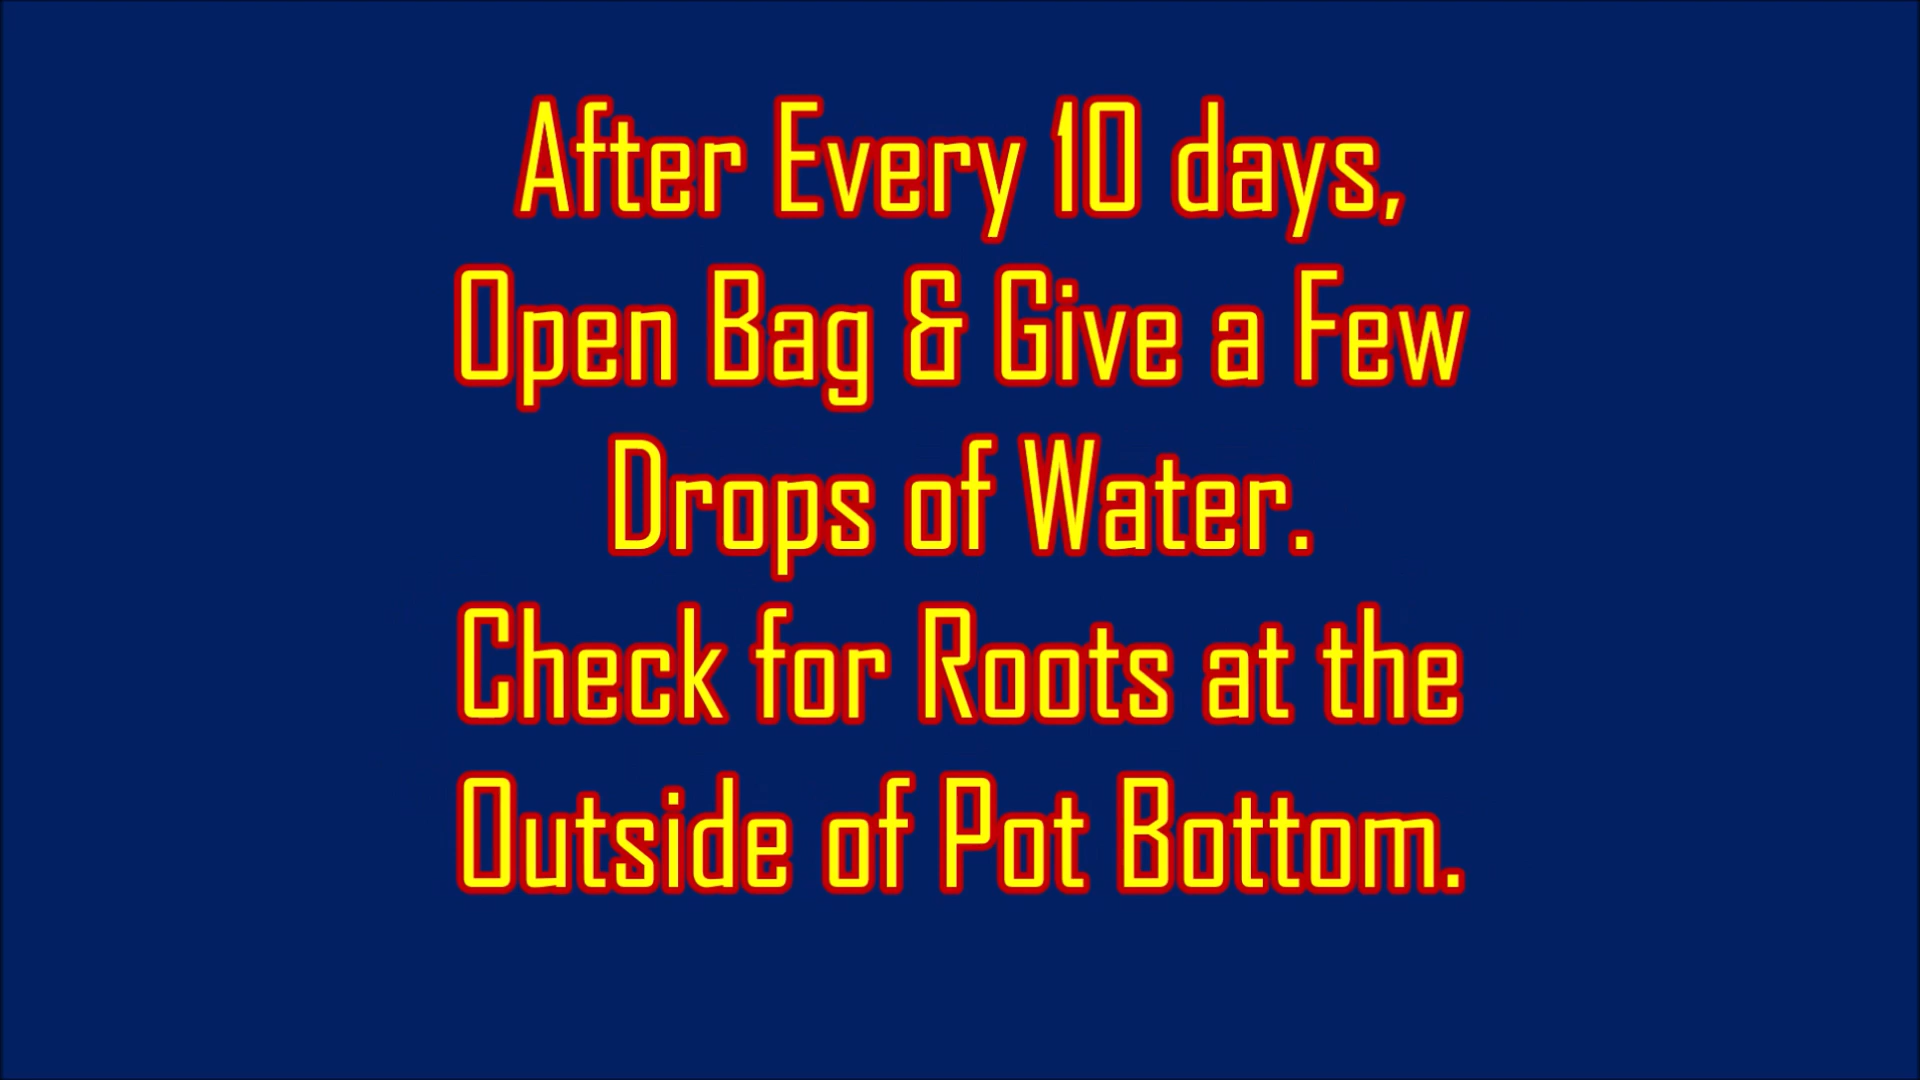 After Every 10 days,
Open Bag & Give a Few
Drops of Water.
Check for Roots at the
Outside of Pot Bottom.